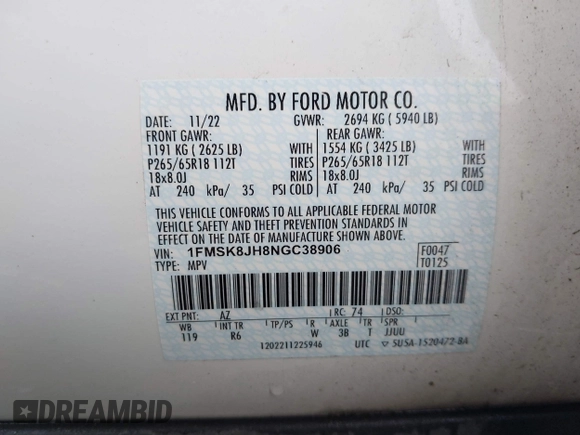 MFD. BY FORD MOTOR CO.
DATE: 11/22 GVWR: 2694 KG ( 5940 LB)
FRONT GAWR: REAR GAWR:
1191 KG ( 2625 LB) 1554 KG ( 3425 LB)
P265/65R18 112T TIRES P265/65R18 112T TIRES
18x8.0J RIMS 18x8.0J RIMS
AT 240 kPa/ 35 PSI COLD AT 240 kPa/ 35 PSI COLD
THIS VEHICLE CONFORMS TO ALL APPLICABLE FEDERAL MOTOR
VEHICLE SAFETY AND THEFT PREVENTION STANDARDS IN
EFFECT ON THE DATE OF MANUFACTURE SHOWN ABOVE.
VIN: 1FMSK8JH8NGC38906 F0047
TYPE: MPV T0125
EXT PNT: AZ RC: 74 DSO:
WB INT TR TP/PS R AXLE TR SPR
119 R6 W 3B T JJUU
1202211225946 UTC 5USA-1520472-BA
DREAMBID